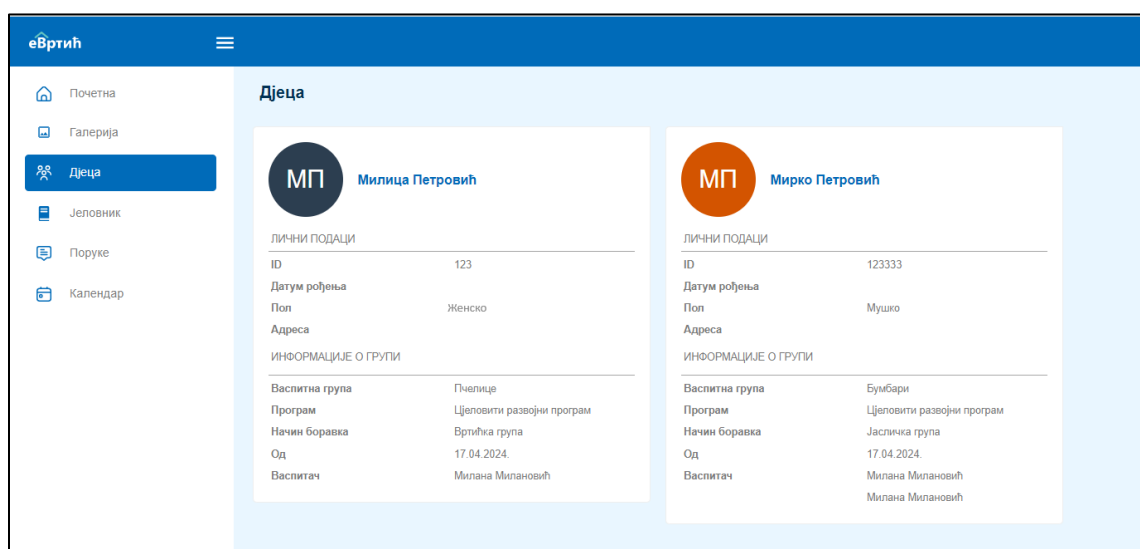 еВртић
Почетна
Галерија
Дјеца
Јеловник
Поруке
Календар
Дјеца
МП
Милица Петровић
ЛИЧНИ ПОДАЦИ
ID 123
Датум рођења
Пол Женско
Адреса
ИНФОРМАЦИЈЕ О ГРУПИ
Васпитна група Пчелице
Програм Цјеловити развојни програм
Начин боравка Вртићка група
Од 17.04.2024.
Васпитач Милана Милановић
МП
Мирко Петровић
ЛИЧНИ ПОДАЦИ
ID 123333
Датум рођења
Пол Мушко
Адреса
ИНФОРМАЦИЈЕ О ГРУПИ
Васпитна група Бумбари
Програм Цјеловити развојни програм
Начин боравка Јасличка група
Од 17.04.2024.
Васпитач Милана Милановић
Милана Милановић